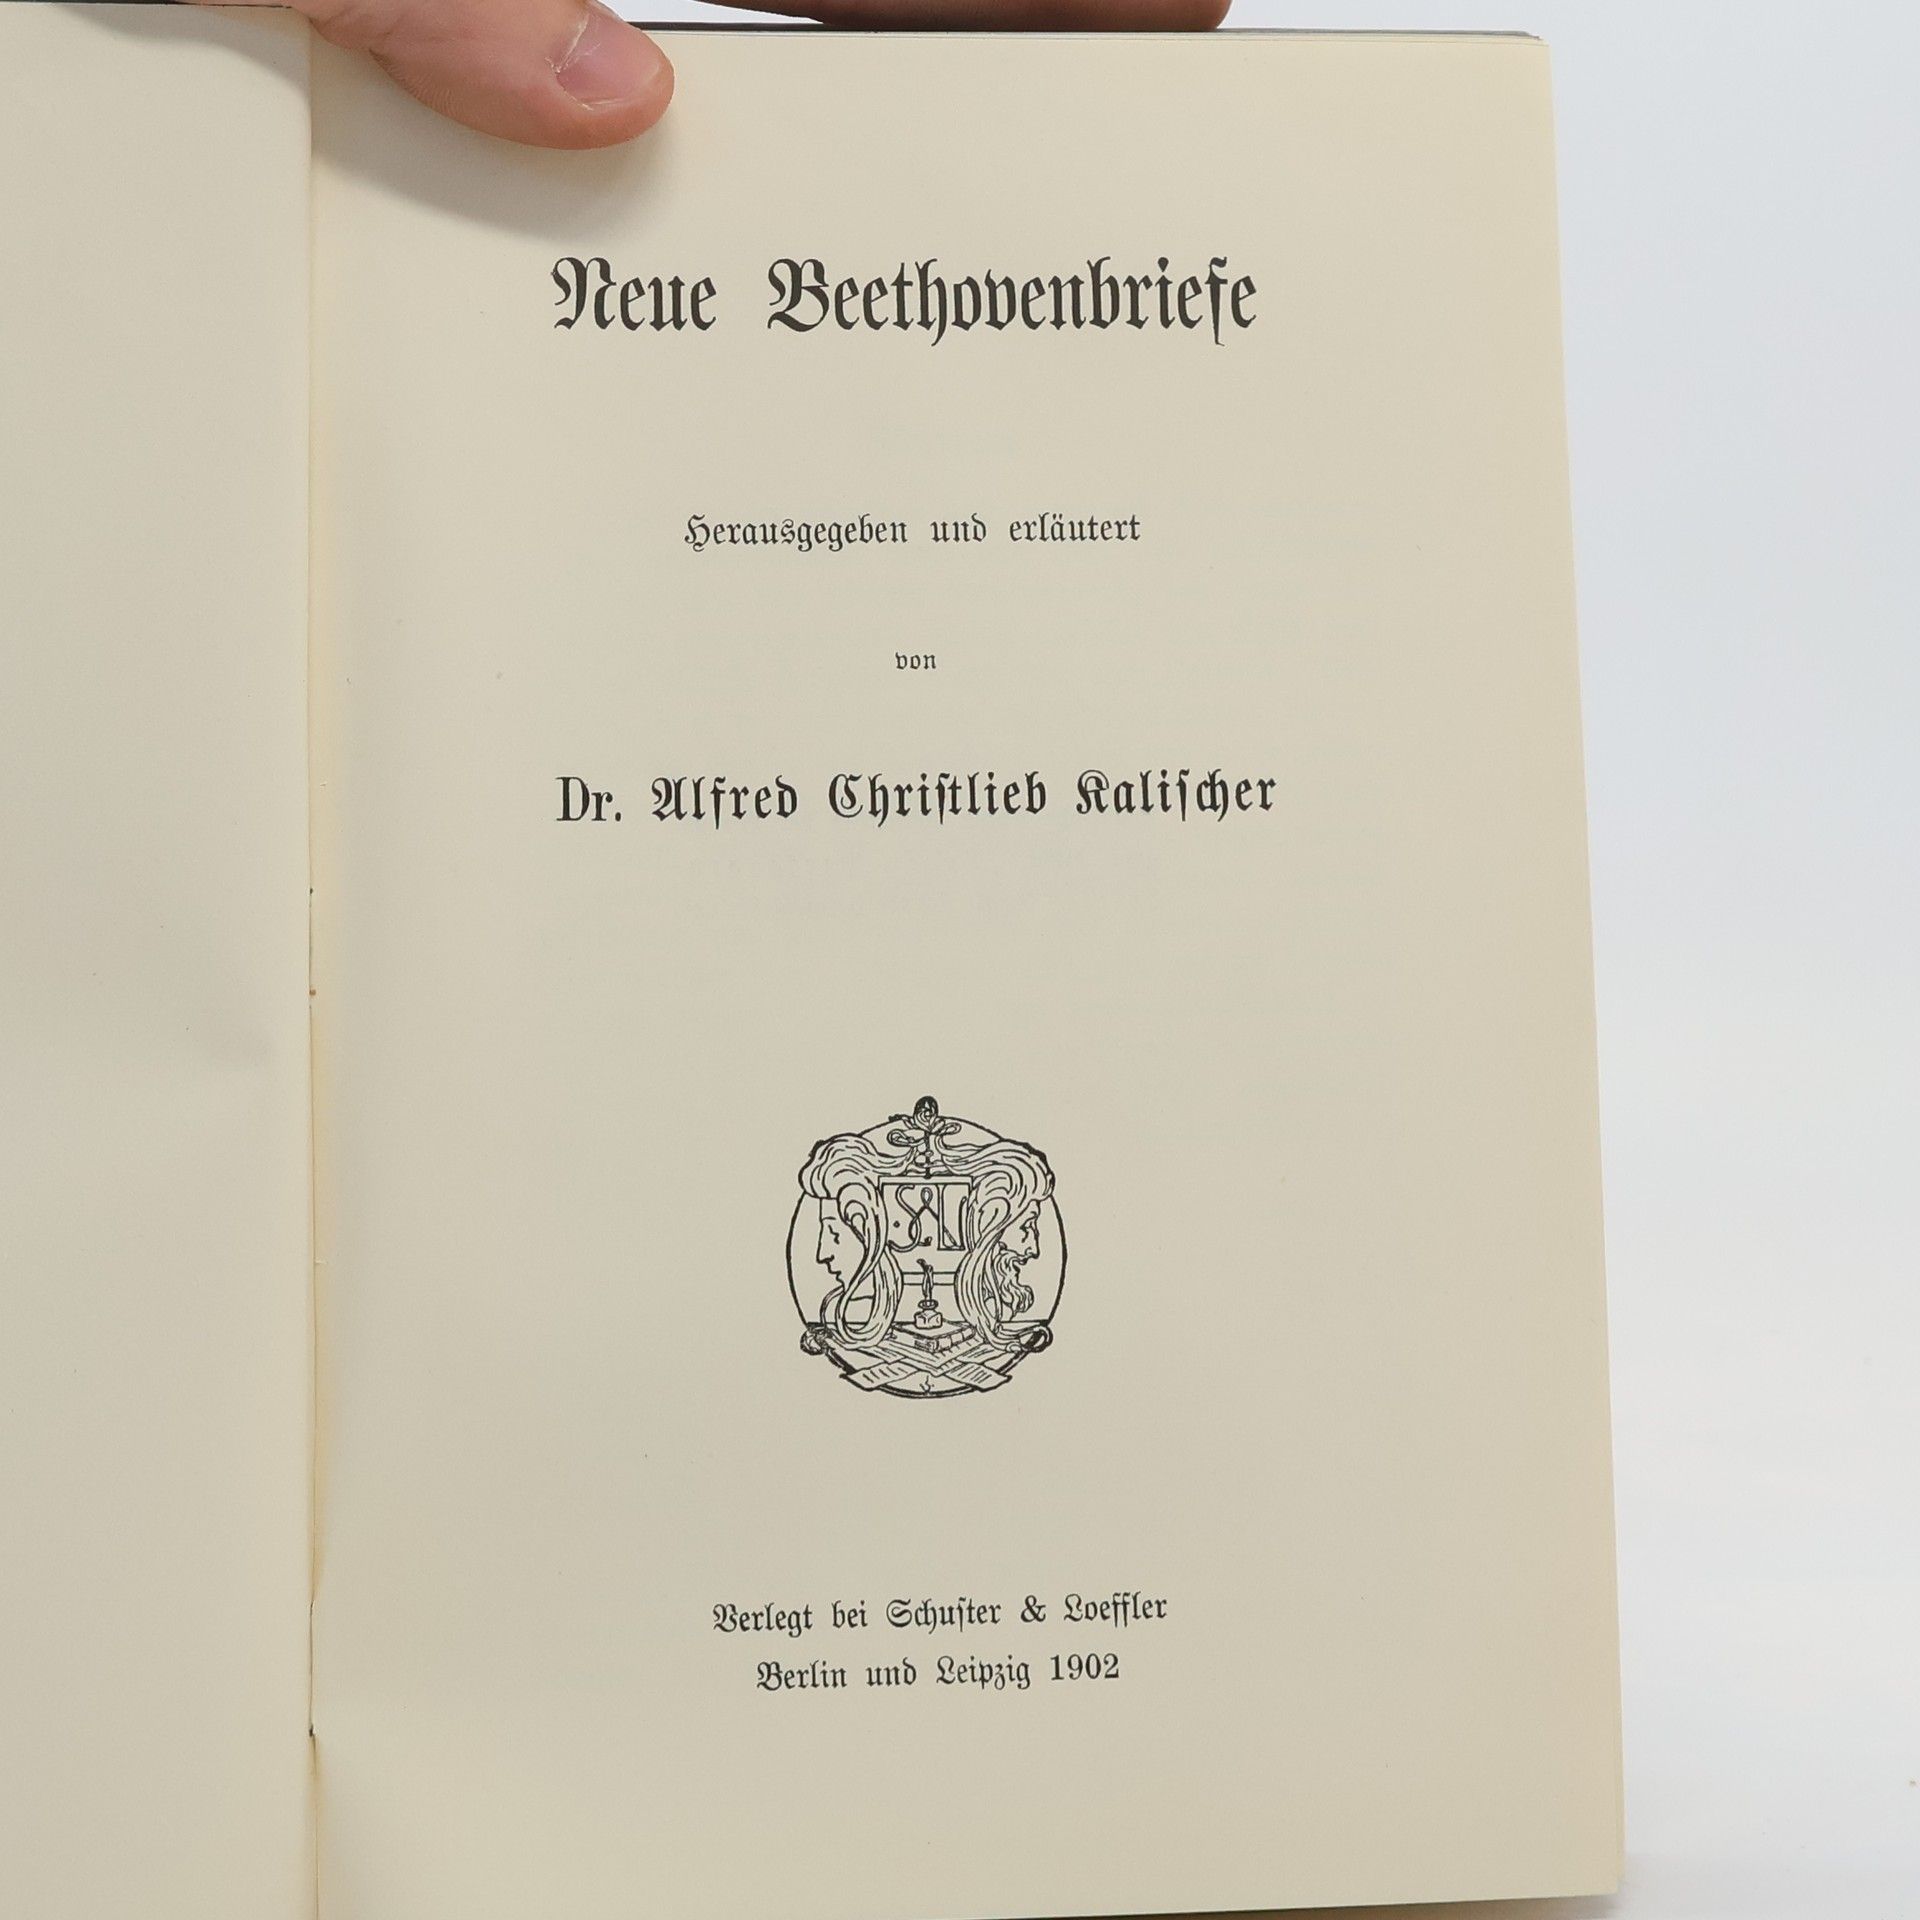 Neue Beethovenbriefe
Herausgegeben und erläutert
von
Dr. Alfred Chriſtlieb Kaliſcher
S. & L.
Verlegt bei Schuſter & Loeffler
Berlin und Leipzig 1902